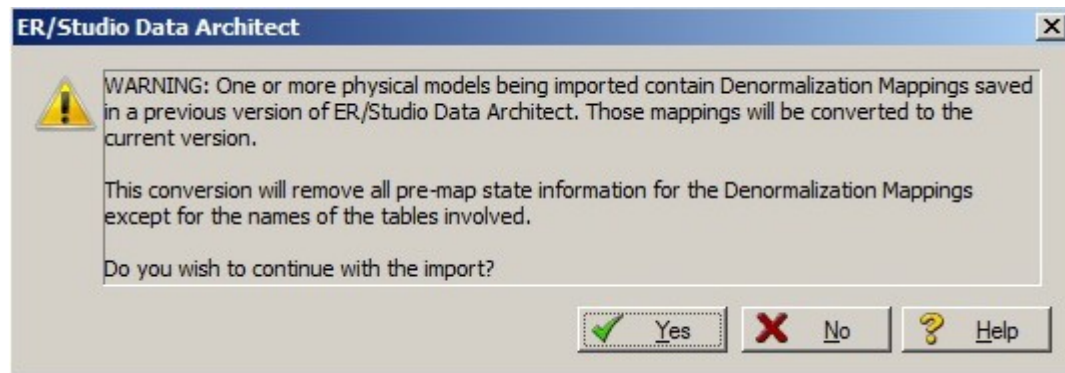 ER/Studio Data Architect
WARNING: One or more physical models being imported contain Denormalization Mappings saved
in a previous version of ER/Studio Data Architect. Those mappings will be converted to the
current version.
This conversion will remove all pre-map state information for the Denormalization Mappings
except for the names of the tables involved.
Do you wish to continue with the import?
Yes No Help